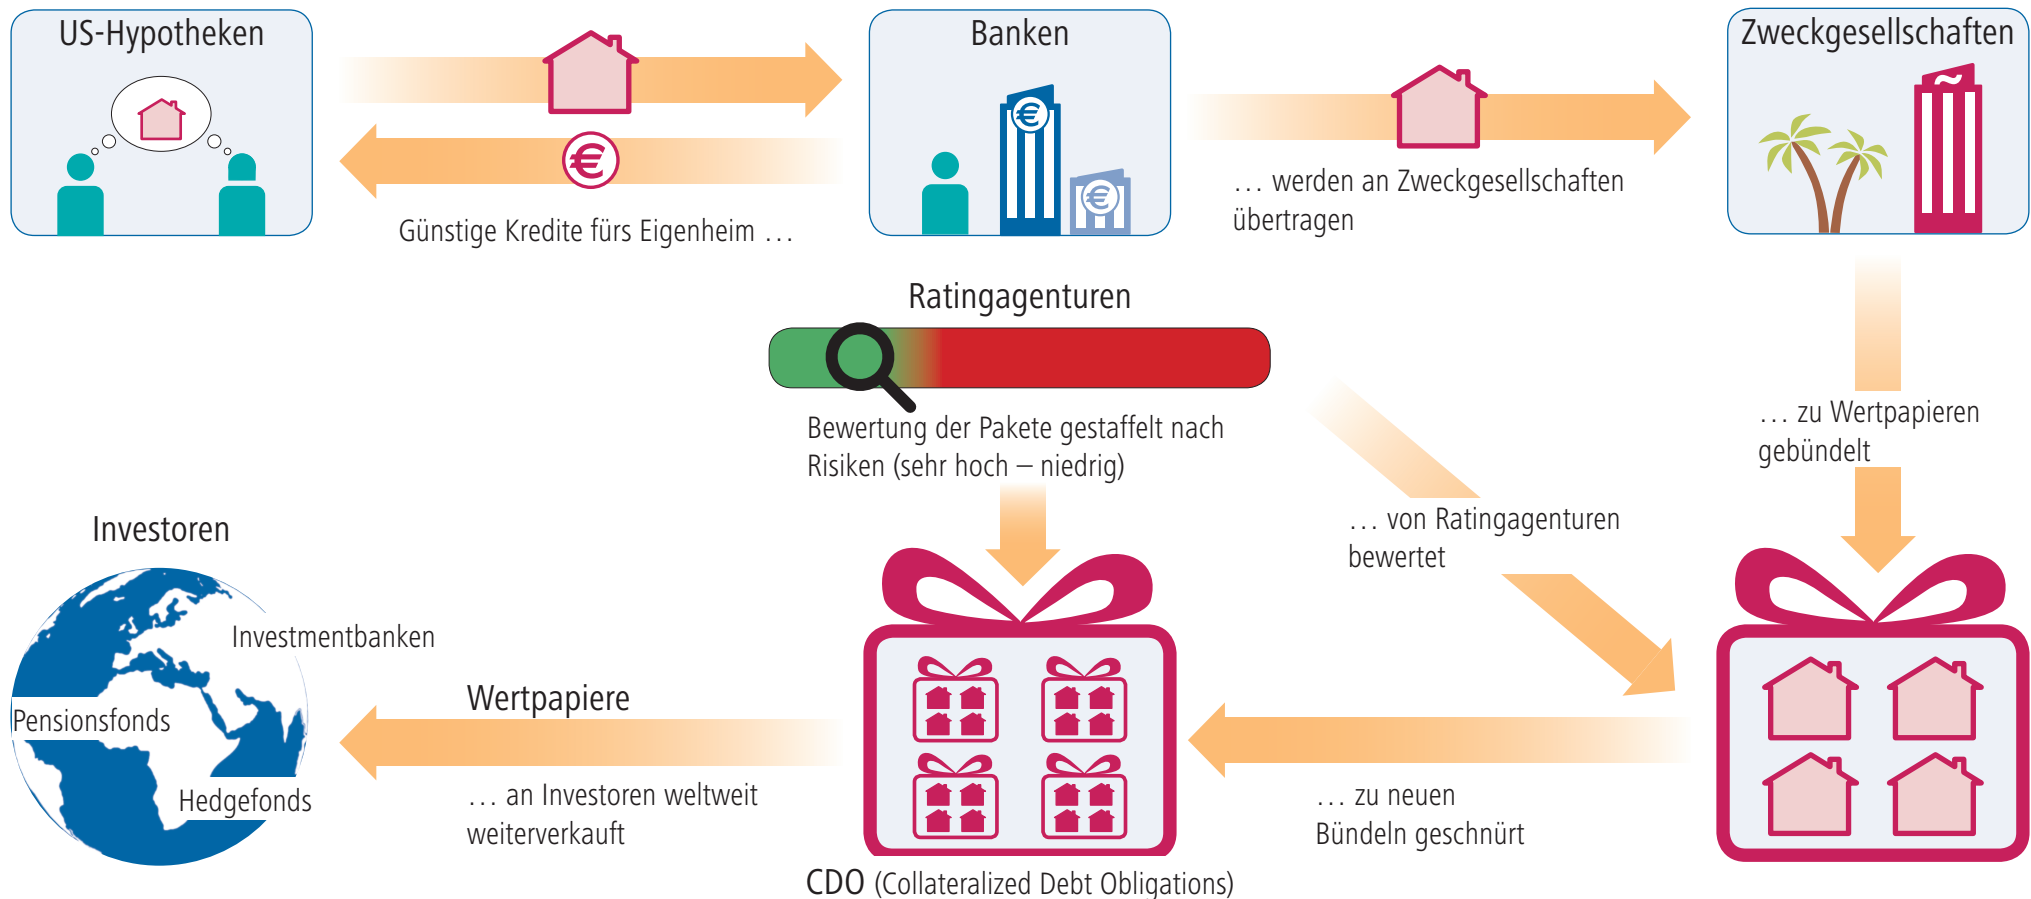 US-Hypotheken
Banken
Zweckgesellschaften
€
€
€
€
~
Günstige Kredite fürs Eigenheim …
… werden an Zweckgesellschaften
übertragen
Ratingagenturen
Bewertung der Pakete gestaffelt nach
Risiken (sehr hoch – niedrig)
… zu Wertpapieren
gebündelt
… von Ratingagenturen
bewertet
Investoren
Investmentbanken
Pensionsfonds
Hedgefonds
Wertpapiere
… an Investoren weltweit
weiterverkauft
… zu neuen
Bündeln geschnürt
CDO (Collateralized Debt Obligations)